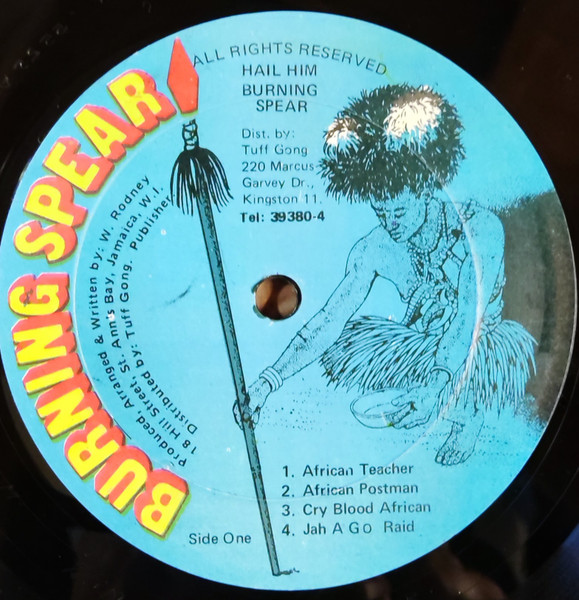 BURNING SPEAR
ALL RIGHTS RESERVED
HAIL HIM
BURNING
SPEAR
Dist. by:
Tuff Gong
220 Marcus
Garvey Dr.,
Kingston 11.
Tel: 39380-4
Produced, Arranged & Written by: W. Rodney
18 Hill Street, St. Ann's Bay, Jamaica, W.I.
Distributed by: Tuff Gong. Publisher
1. African Teacher
2. African Postman
3. Cry Blood African
4. Jah A Go Raid
Side One